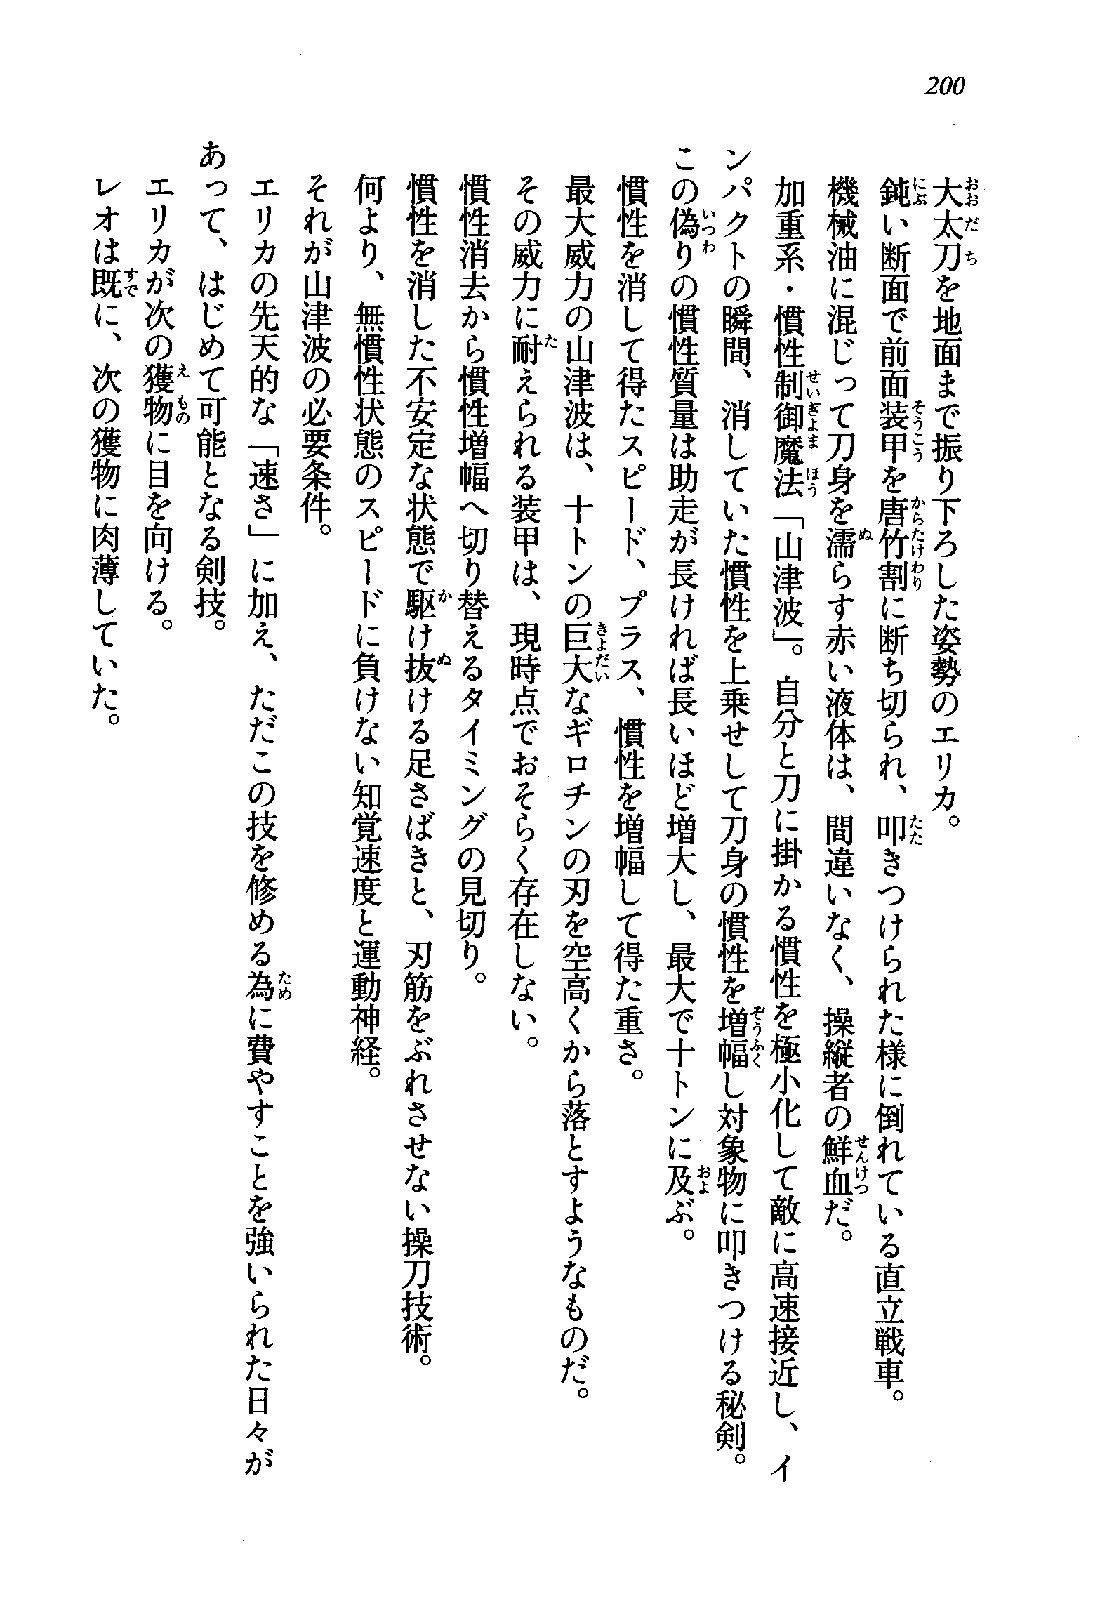 200
大太刀を地面まで振り下ろした姿勢のエリカ。
鈍い断面で前面装甲を唐竹割に断ち切られ、叩きつけられた様に倒れている直立戦車。
機械油に混じって刀身を濡らす赤い液体は、間違いなく、操縦者の鮮血だ。
加重系・慣性制御魔法「山津波」。自分と刀に掛かる慣性を極小化して敵に高速接近し、イ
ンパクトの瞬間、消していた慣性を上乗せして刀身の慣性を増幅し対象物に叩きつける秘剣。
この偽りの慣性質量は助走が長ければ長いほど増大し、最大で十トンに及ぶ。
慣性を消して得たスピード、プラス、慣性を増幅して得た重さ。
最大威力の山津波は、十トンの巨大なギロチンの刃を空高くから落とすようなものだ。
その威力に耐えられる装甲は、現時点でおそらく存在しない。
慣性消去から慣性増幅へ切り替えるタイミングの見切り。
慣性を消した不安定な状態で駆け抜ける足さばきと、刃筋をぶれさせない操刀技術。
何より、無慣性状態のスピードに負けない知覚速度と運動神経。
それが山津波の必要条件。
エリカの先天的な「速さ」に加え、ただこの技を修める為に費やすことを強いられた日々が
あって、はじめて可能となる剣技。
エリカが次の獲物に目を向ける。
レオは既に、次の獲物に肉薄していた。